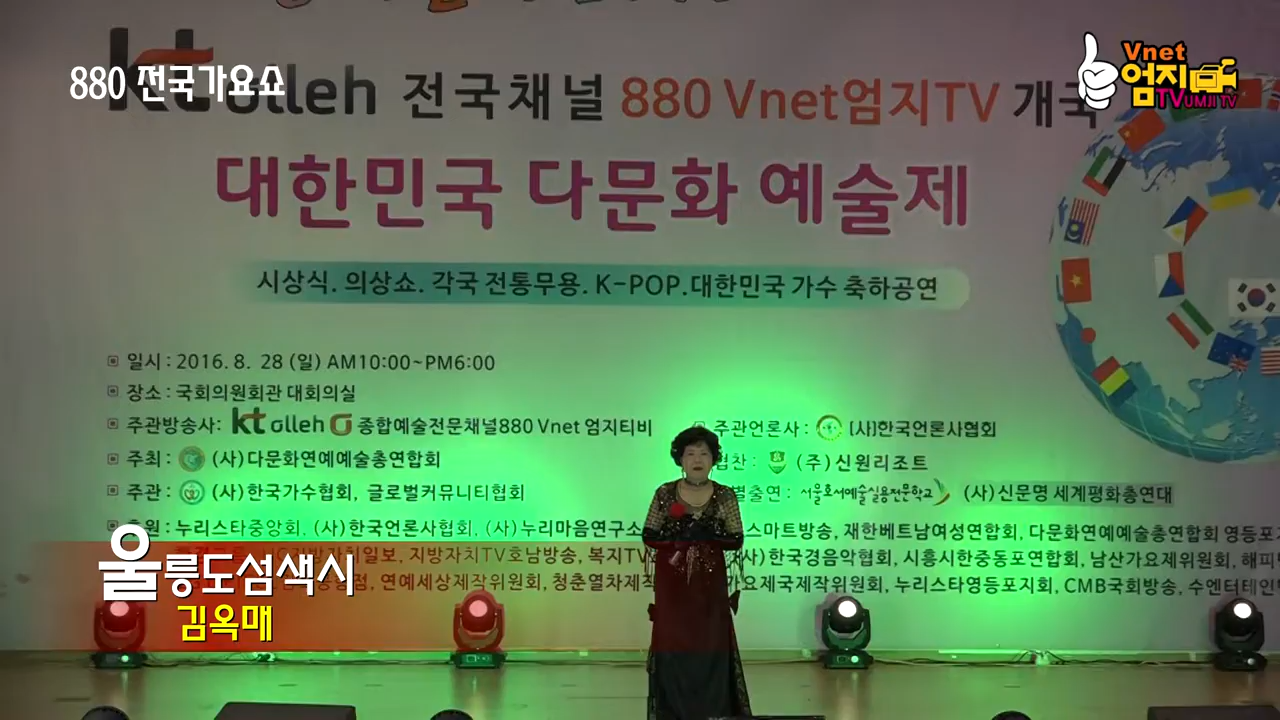 880 전국가요쇼
Vnet
엄지
TV UMJI TV
kt olleh 전국채널 880 Vnet엄지TV 개국
대한민국 다문화 예술제
시상식. 의상쇼. 각국 전통무용. K-POP.대한민국 가수 축하공연
일시 : 2016. 8. 28 (일) AM10:00~PM6:00
장소 : 국회의원회관 대회의실
주관방송사: kt olleh 종합예술전문채널880 Vnet 엄지티비
주관언론사 : (사)한국언론사협회
주최 : (사)다문화연예예술총연합회
협찬 : (주)신원리조트
주관 : (사)한국가수협회, 글로벌커뮤니티협회
별출연 : 서울호서예술실용전문학교 (사)신문명 세계평화총연대
후원 : 누리스타중앙회, (사)한국언론사협회, (사)누리마음연구소 스마트방송, 재한베트남여성연합회, 다문화연예예술총연합회 영등포
지방자치일보, 지방자치TV호남방송, 복지TV 사)한국경음악협회, 시흥시한중동포연합회, 남산가요제위원회, 해피
연예세상제작위원회, 청춘열차제작 가요제국제작위원회, 누리스타영등포지회, CMB국회방송, 수엔터테인
울릉도섬색시
김옥매